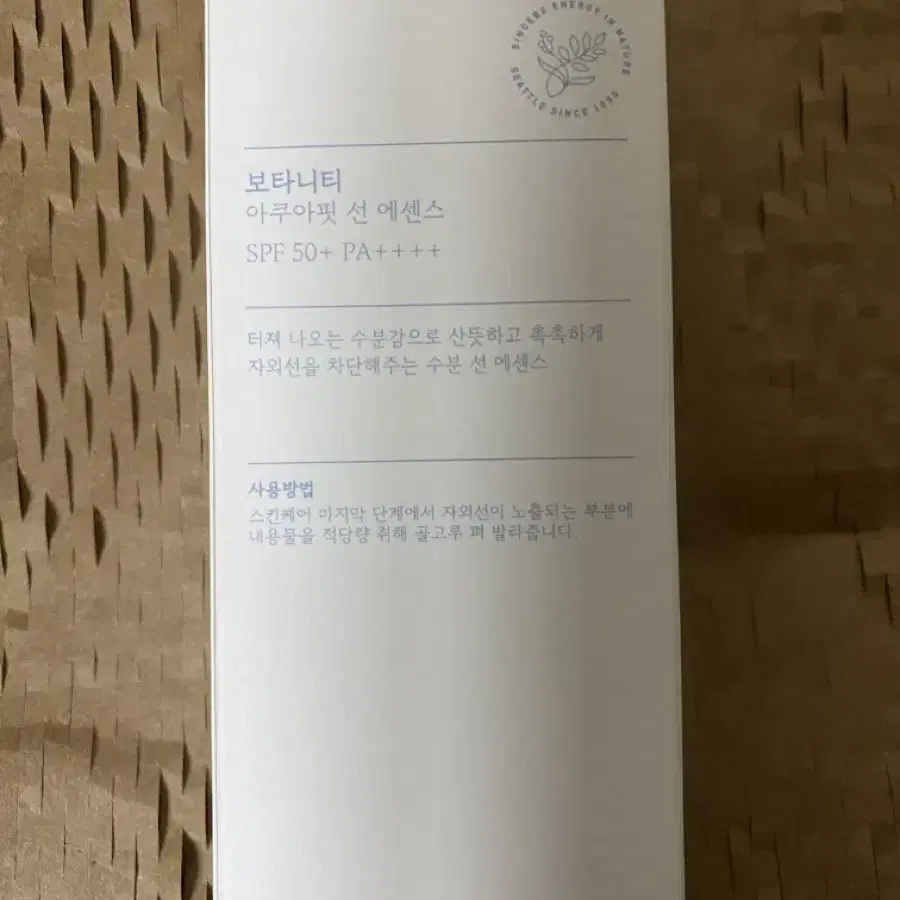 SINCERE ENERGY IN NATURE
SEATTLE SINCE 1959
보타니티
아쿠아핏 선 에센스
SPF 50+ PA++++
터져 나오는 수분감으로 산뜻하고 촉촉하게
자외선을 차단해주는 수분 선 에센스
사용방법
스킨케어 마지막 단계에서 자외선이 노출되는 부분에
내용물을 적당량 취해 골고루 펴 발라줍니다.